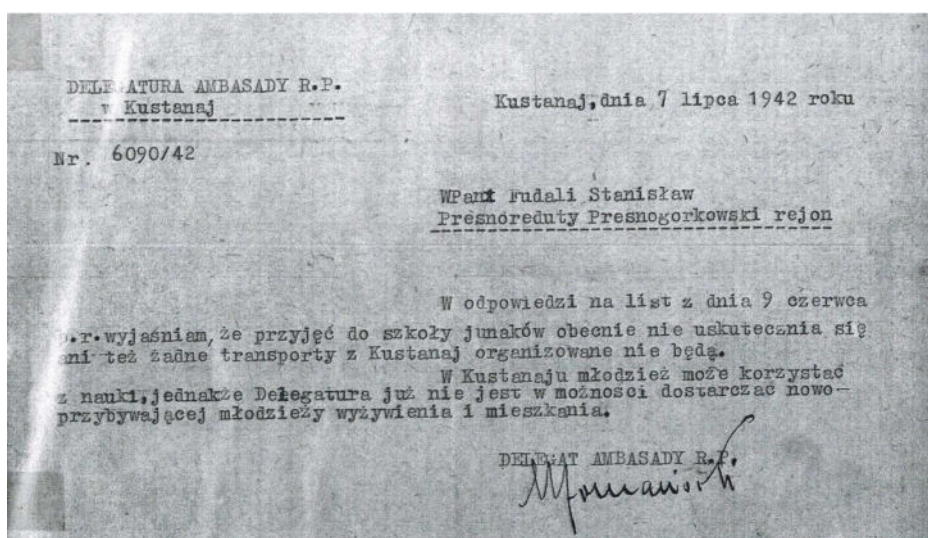 DELEGATURA AMBASADY R.P.
w Kustanaj
Kustanaj,dnia 7 lipca 1942 roku
Nr. 6090/42
WPani Fudali Stanisław
Presnoreduty Presnogorkowski rejon
W odpowiedzi na list z dnia 9 czerwca
b.r.wyjaśniam,że przyjęć do szkoły junaków obecnie nie uskutecznia się
ani też żadne transporty z Kustanaj organizowane nie będą.
W Kustanaju młodzież może korzystać
z nauki,jednakże Delegatura już nie jest w możności dostarczać nowo-
przybywającej młodzieży wyżywienia i mieszkania.
DELEGAT AMBASADY R.P.